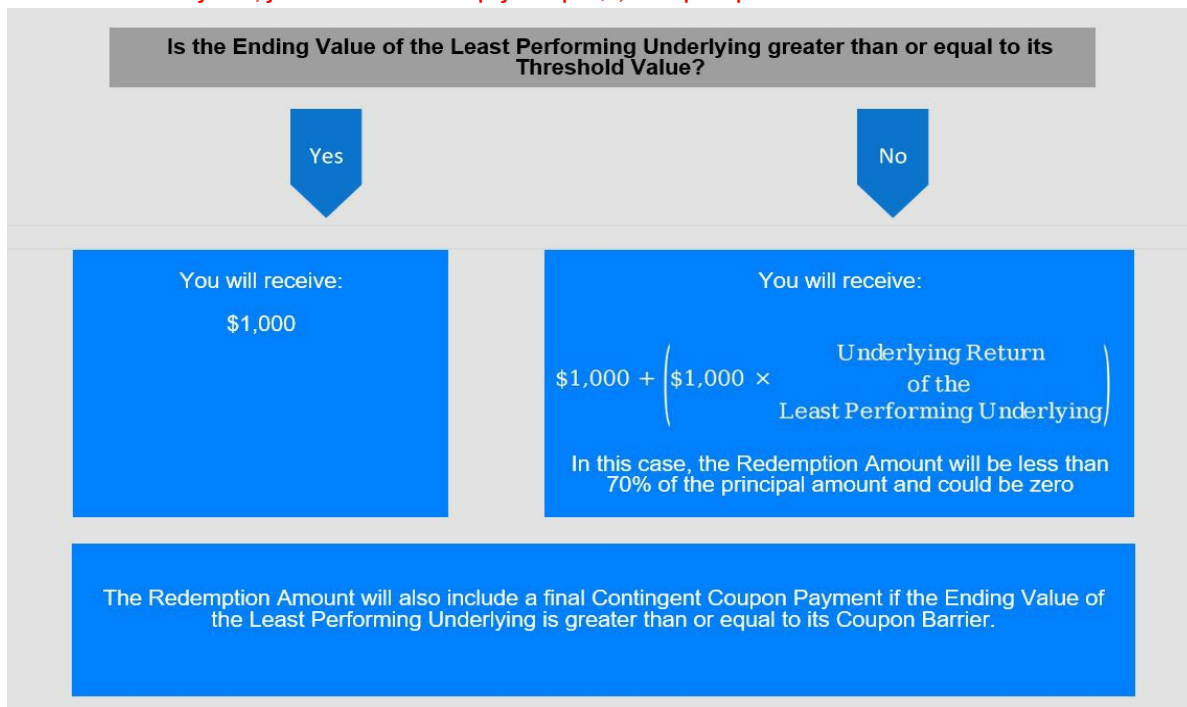 Is the Ending Value of the Least Performing Underlying greater than or equal to its
Threshold Value?
Yes
No
You will receive:
$1,000
You will receive:
$1,000 + ($1,000 × Underlying Return
of the
Least Performing Underlying)
In this case, the Redemption Amount will be less than
70% of the principal amount and could be zero
The Redemption Amount will also include a final Contingent Coupon Payment if the Ending Value of
the Least Performing Underlying is greater than or equal to its Coupon Barrier.